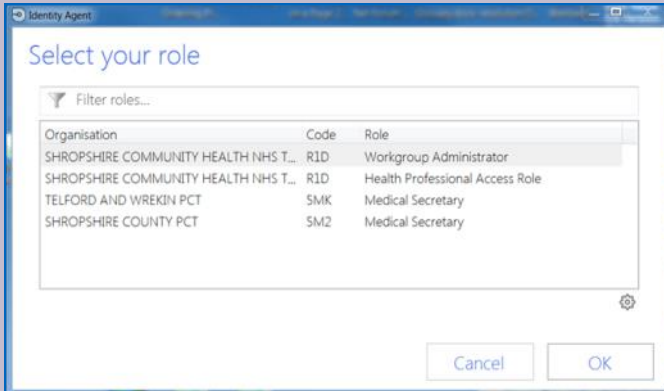 Identity Agent
Select your role
Filter roles...
Organisation Code Role
SHROPSHIRE COMMUNITY HEALTH NHS T... R1D Workgroup Administrator
SHROPSHIRE COMMUNITY HEALTH NHS T... R1D Health Professional Access Role
TELFORD AND WREKIN PCT 5MK Medical Secretary
SHROPSHIRE COUNTY PCT 5M2 Medical Secretary
Cancel OK